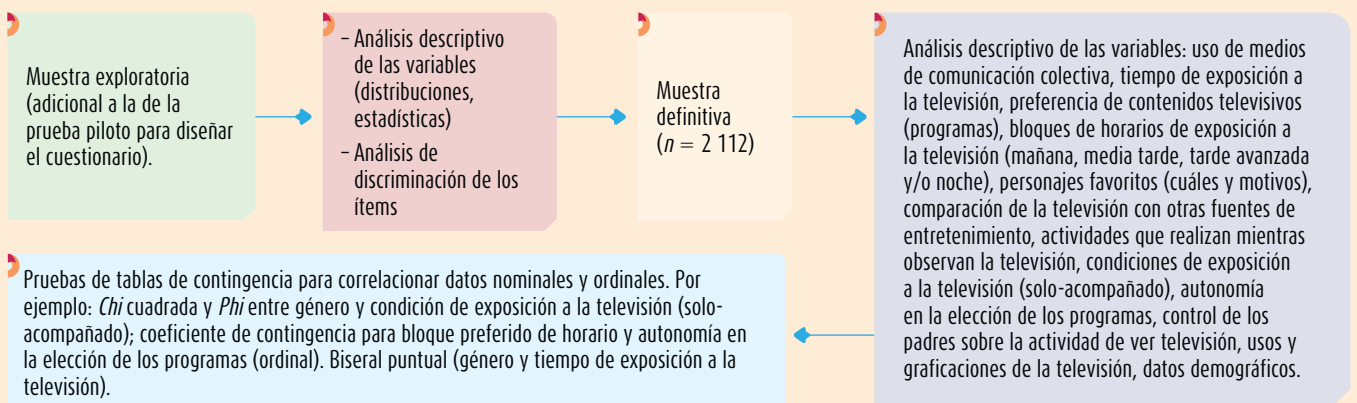 Muestra exploratoria
(adicional a la de la
prueba piloto para diseñar
el cuestionario).
– Análisis descriptivo
de las variables
(distribuciones,
estadísticas)
– Análisis de
discriminación de los
ítems
Muestra
definitiva
(n = 2 112)
Análisis descriptivo de las variables: uso de medios
de comunicación colectiva, tiempo de exposición a
la televisión, preferencia de contenidos televisivos
(programas), bloques de horarios de exposición a
la televisión (mañana, media tarde, tarde avanzada
y/o noche), personajes favoritos (cuáles y motivos),
comparación de la televisión con otras fuentes de
entretenimiento, actividades que realizan mientras
observan la televisión, condiciones de exposición
a la televisión (solo-acompañado), autonomía
en la elección de los programas, control de los
padres sobre la actividad de ver televisión, usos y
graficaciones de la televisión, datos demográficos.
Pruebas de tablas de contingencia para correlacionar datos nominales y ordinales. Por
ejemplo: Chi cuadrada y Phi entre género y condición de exposición a la televisión (solo-
acompañado); coeficiente de contingencia para bloque preferido de horario y autonomía en
la elección de los programas (ordinal). Biseral puntual (género y tiempo de exposición a la
televisión).